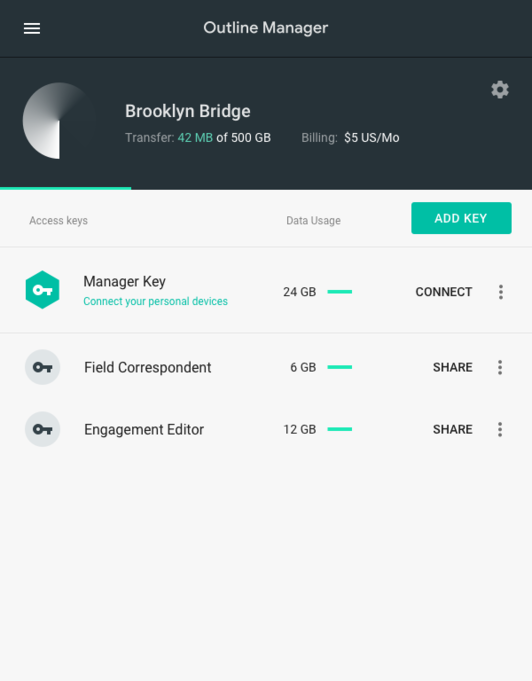 Outline Manager
Brooklyn Bridge
Transfer: 42 MB of 500 GB Billing: $5 US/Mo
Access keys Data Usage ADD KEY
Manager Key
Connect your personal devices
24 GB CONNECT
Field Correspondent 6 GB SHARE
Engagement Editor 12 GB SHARE